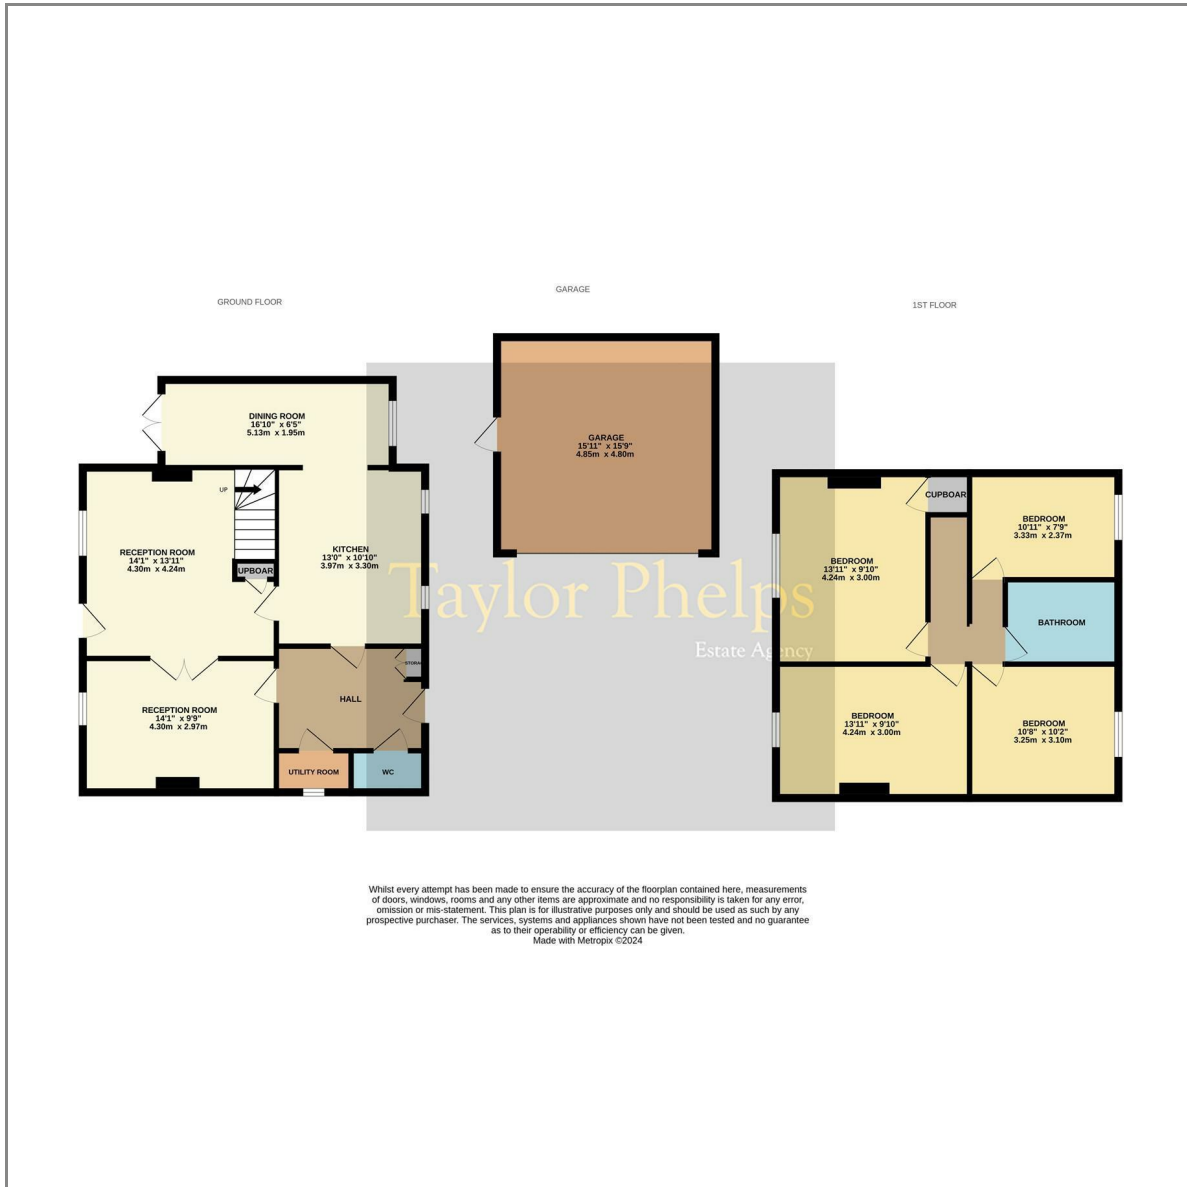 GROUND FLOOR
DINING ROOM
16'10" x 6'5"
5.13m x 1.95m
UP
RECEPTION ROOM
14'1" x 13'11"
4.30m x 4.24m
UPBOAR
KITCHEN
13'0" x 10'10"
3.97m x 3.30m
RECEPTION ROOM
14'1" x 9'9"
4.30m x 2.97m
HALL
STORAG
UTILITY ROOM
WC
GARAGE
GARAGE
15'11" x 15'9"
4.85m x 4.80m
Taylor Phelps
Estate Agency
1ST FLOOR
CUPBOAR
BEDROOM
13'11" x 9'10"
4.24m x 3.00m
BEDROOM
10'11" x 7'9"
3.33m x 2.37m
BATHROOM
BEDROOM
13'11" x 9'10"
4.24m x 3.00m
BEDROOM
10'8" x 10'2"
3.25m x 3.10m
Whilst every attempt has been made to ensure the accuracy of the floorplan contained here, measurements
of doors, windows, rooms and any other items are approximate and no responsibility is taken for any error,
omission or mis-statement. This plan is for illustrative purposes only and should be used as such by any
prospective purchaser. The services, systems and appliances shown have not been tested and no guarantee
as to their operability or efficiency can be given.
Made with Metropix ©2024